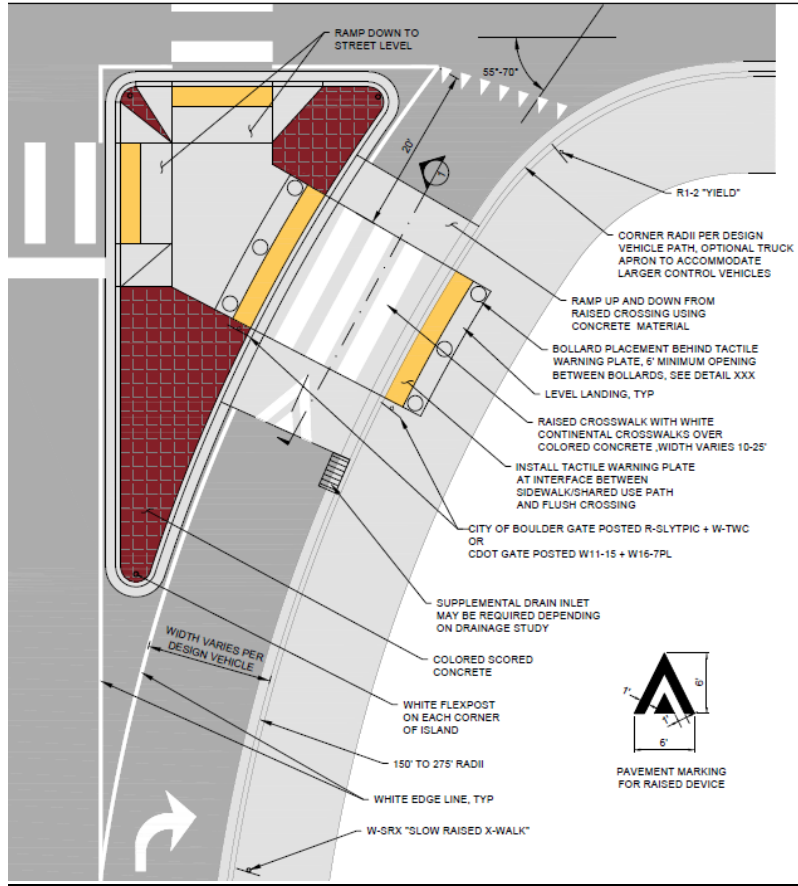 RAMP DOWN TO
STREET LEVEL
55°-70°
20'
1
R1-2 "YIELD"
CORNER RADII PER DESIGN
VEHICLE PATH, OPTIONAL TRUCK
APRON TO ACCOMMODATE
LARGER CONTROL VEHICLES
RAMP UP AND DOWN FROM
RAISED CROSSING USING
CONCRETE MATERIAL
BOLLARD PLACEMENT BEHIND TACTILE
WARNING PLATE, 6' MINIMUM OPENING
BETWEEN BOLLARDS, SEE DETAIL XXX
LEVEL LANDING, TYP
RAISED CROSSWALK WITH WHITE
CONTINENTAL CROSSWALKS OVER
COLORED CONCRETE ,WIDTH VARIES 10-25'
INSTALL TACTILE WARNING PLATE
AT INTERFACE BETWEEN
SIDEWALK/SHARED USE PATH
AND FLUSH CROSSING
CITY OF BOULDER GATE POSTED R-SLYTPIC + W-TWC
OR
CDOT GATE POSTED W11-15 + W16-7PL
SUPPLEMENTAL DRAIN INLET
MAY BE REQUIRED DEPENDING
ON DRAINAGE STUDY
WIDTH VARIES PER
DESIGN VEHICLE
COLORED SCORED
CONCRETE
WHITE FLEXPOST
ON EACH CORNER
OF ISLAND
150' TO 275' RADII
WHITE EDGE LINE, TYP
W-SRX "SLOW RAISED X-WALK"
1'
1'
6'
6'
PAVEMENT MARKING
FOR RAISED DEVICE